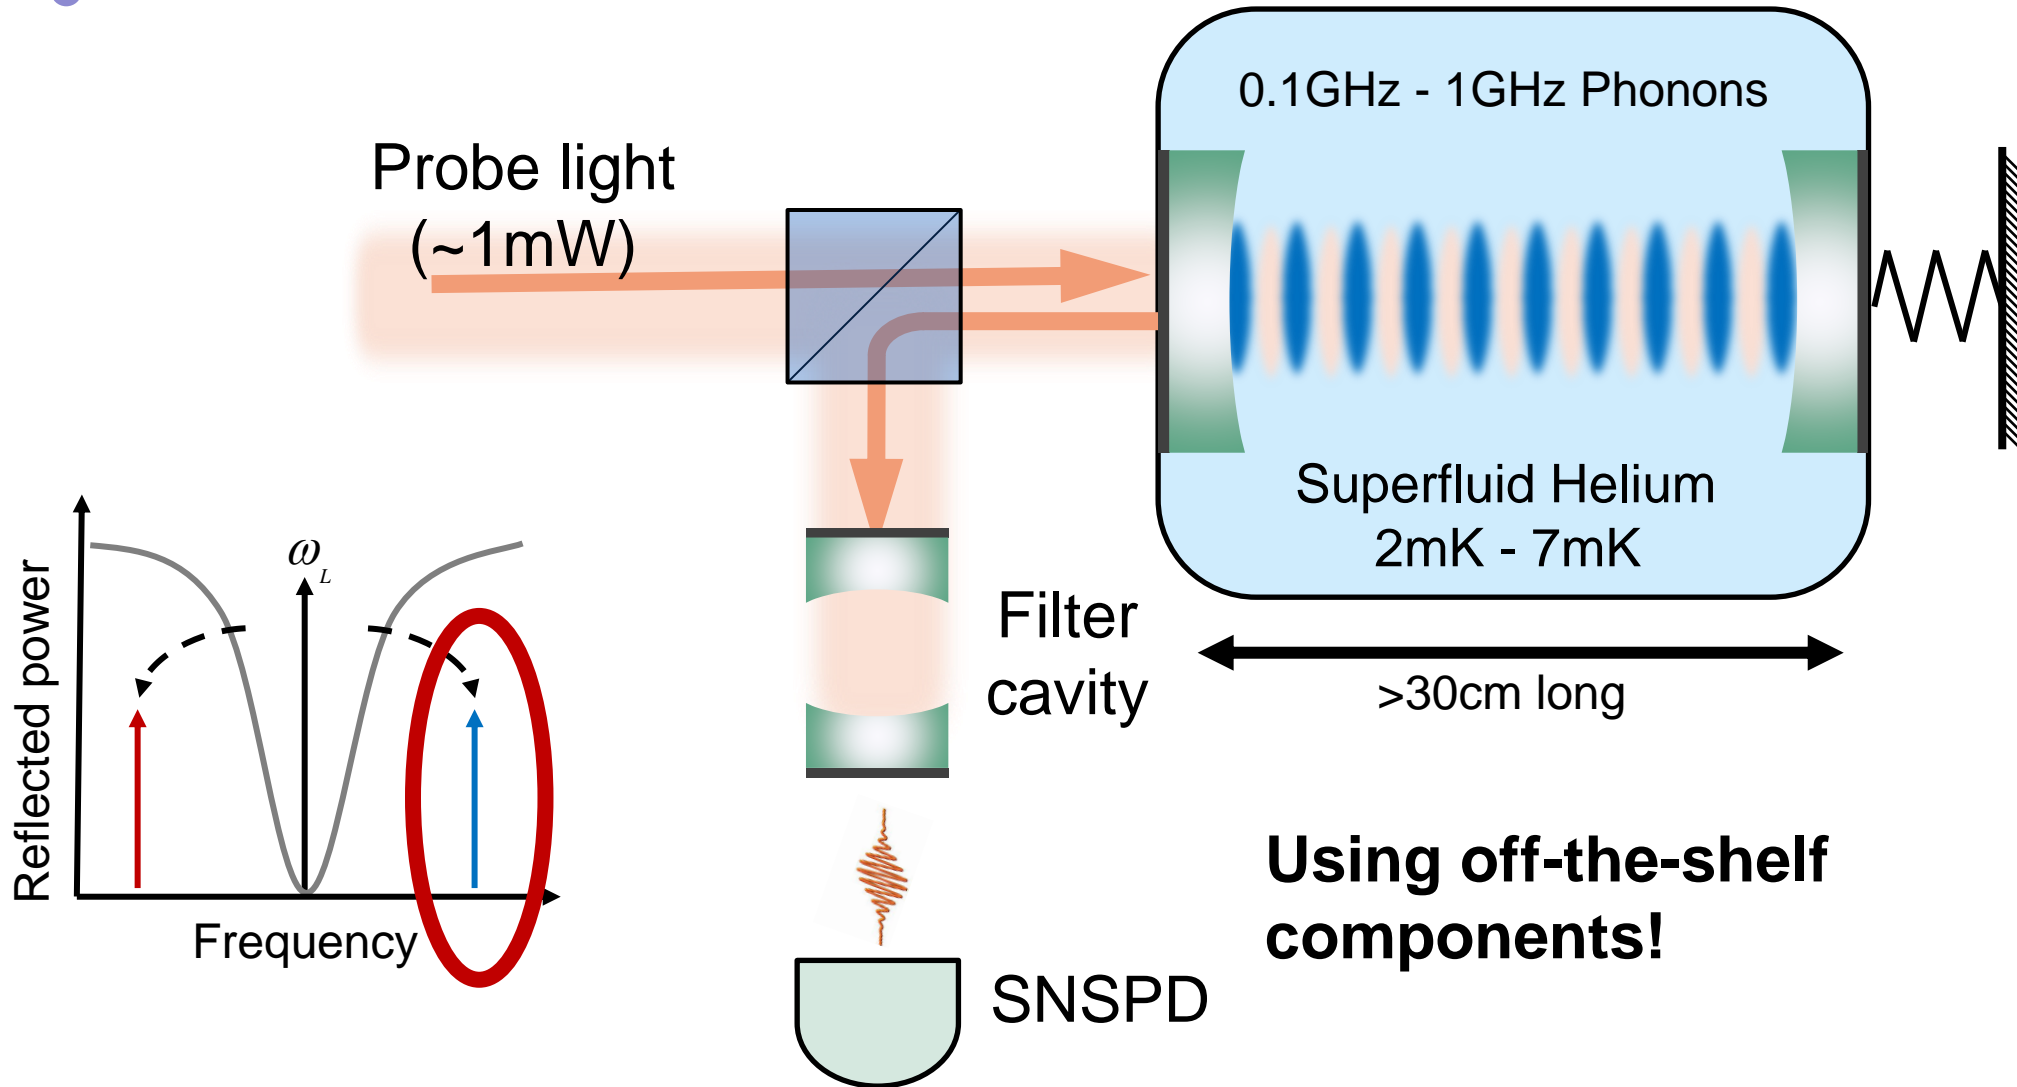 0.1GHz - 1GHz Phonons
Probe light
(~1mW)
Superfluid Helium
2mK - 7mK
>30cm long
Filter
cavity
ω_L
Reflected power
Frequency
Using off-the-shelf
components!
SNSPD